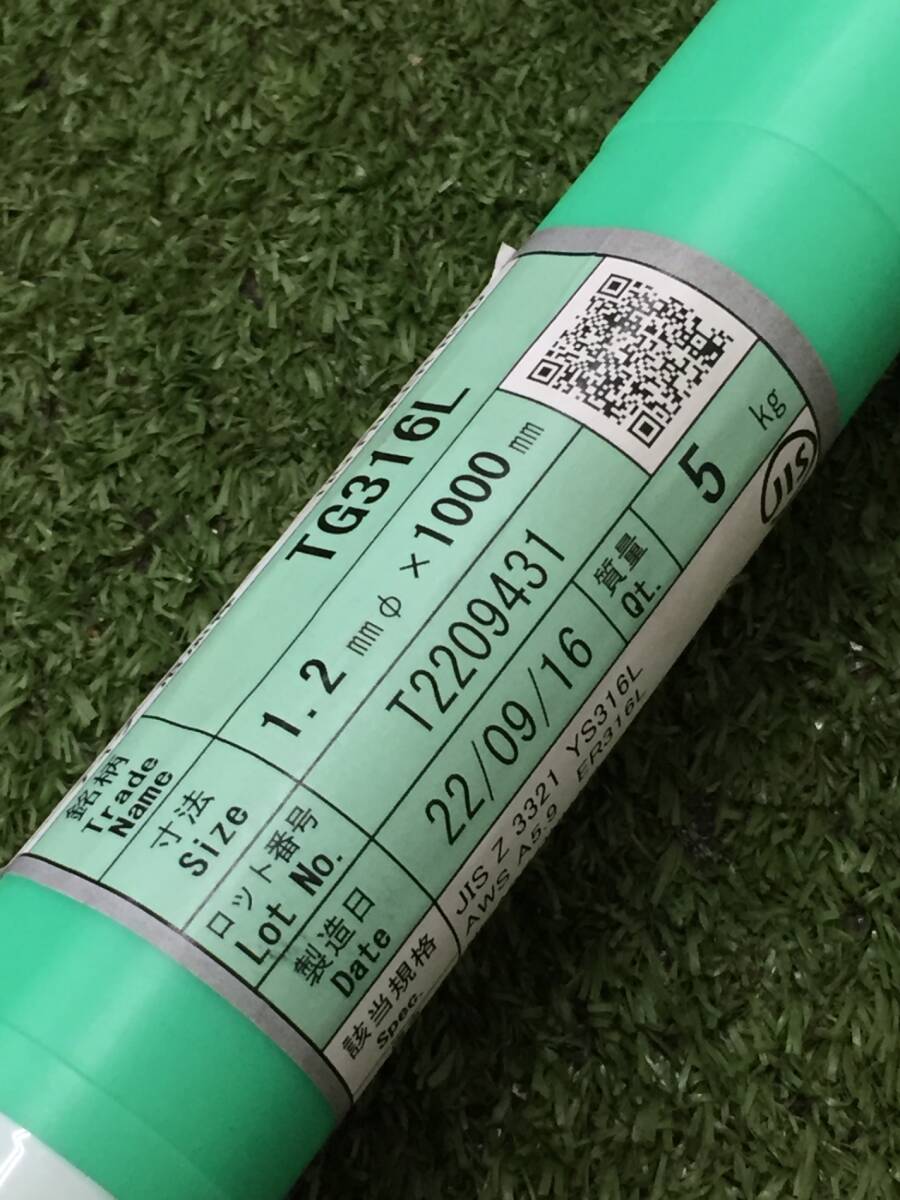 銘柄
Trade
Name
TG316L
寸法
Size
1.2 mmφ ×1000 mm
ロット番号
Lot No.
T2209431
製造日
Date
22/09/16
質量
Qt.
5 kg
該当規格
Spec.
JIS Z 3321 YS316L
AWS A5.9 ER316L
JIS